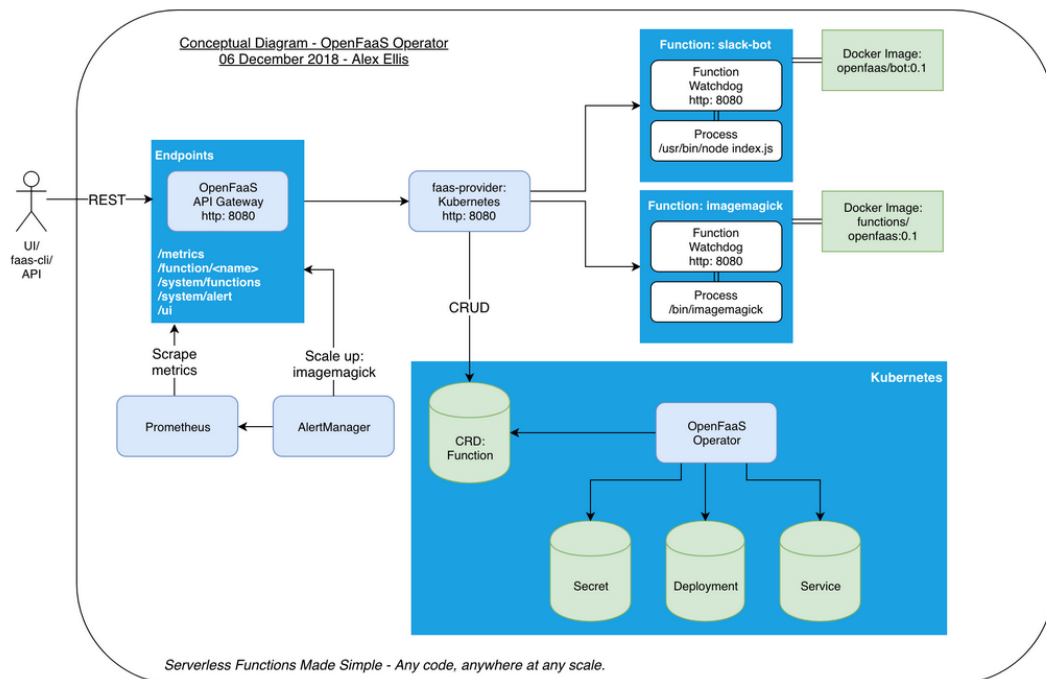 Conceptual Diagram - OpenFaaS Operator
06 December 2018 - Alex Ellis
UI/
faas-cli/
API
REST
Endpoints
OpenFaaS
API Gateway
http: 8080
/metrics
/function/<name>
/system/functions
/system/alert
/ui
Scrape
metrics
Scale up:
imagemagick
Prometheus
AlertManager
faas-provider:
Kubernetes
http: 8080
CRUD
Function: slack-bot
Function
Watchdog
http: 8080
Process
/usr/bin/node index.js
Docker Image:
openfaas/bot:0.1
Function: imagemagick
Function
Watchdog
http: 8080
Process
/bin/imagemagick
Docker Image:
functions/
openfaas:0.1
Kubernetes
CRD:
Function
OpenFaaS
Operator
Secret
Deployment
Service
Serverless Functions Made Simple - Any code, anywhere at any scale.